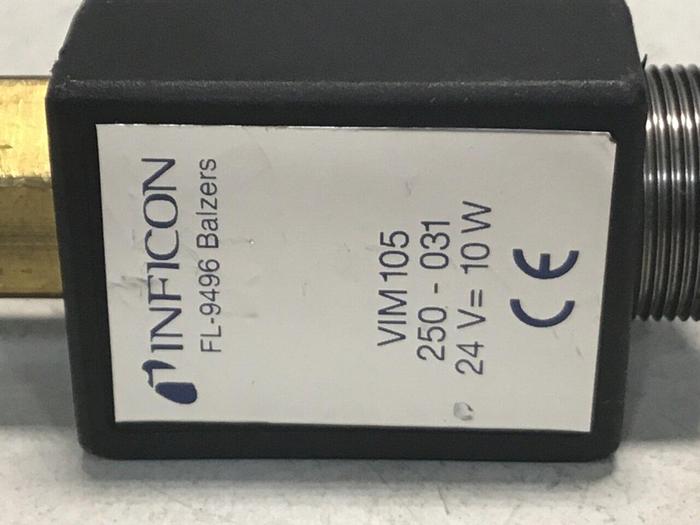 INFICON
FL-9496 Balzers
VIM105
250 - 031
24 V= 10 W
CE